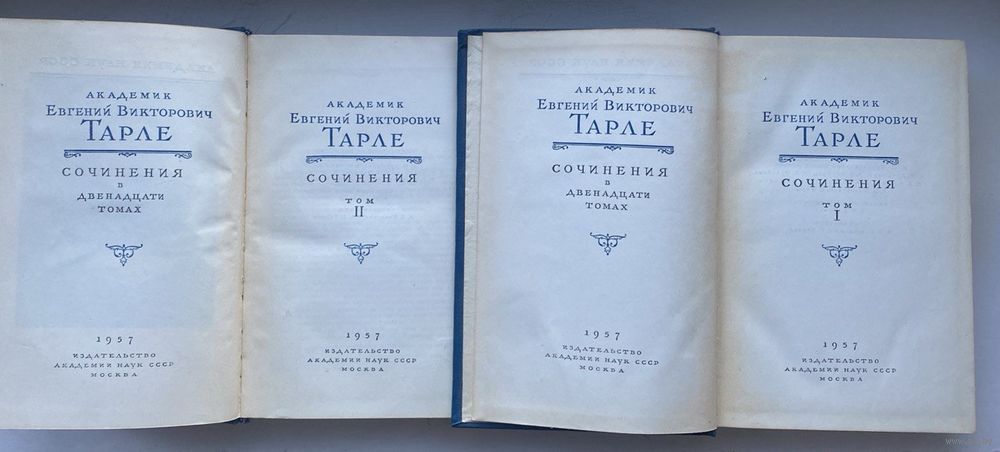 АКАДЕМИК
ЕВГЕНИЙ ВИКТОРОВИЧ
ТАРЛЕ
СОЧИНЕНИЯ
В
ДВЕНАДЦАТИ
ТОМАХ
1957
ИЗДАТЕЛЬСТВО
АКАДЕМИИ НАУК СССР
МОСКВА
АКАДЕМИК
ЕВГЕНИЙ ВИКТОРОВИЧ
ТАРЛЕ
СОЧИНЕНИЯ
ТОМ
II
1957
ИЗДАТЕЛЬСТВО
АКАДЕМИИ НАУК СССР
МОСКВА
АКАДЕМИК
ЕВГЕНИЙ ВИКТОРОВИЧ
ТАРЛЕ
СОЧИНЕНИЯ
В
ДВЕНАДЦАТИ
ТОМАХ
1957
ИЗДАТЕЛЬСТВО
АКАДЕМИИ НАУК СССР
МОСКВА
АКАДЕМИК
ЕВГЕНИЙ ВИКТОРОВИЧ
ТАРЛЕ
СОЧИНЕНИЯ
ТОМ
I
1957
ИЗДАТЕЛЬСТВО
АКАДЕМИИ НАУК СССР
МОСКВА